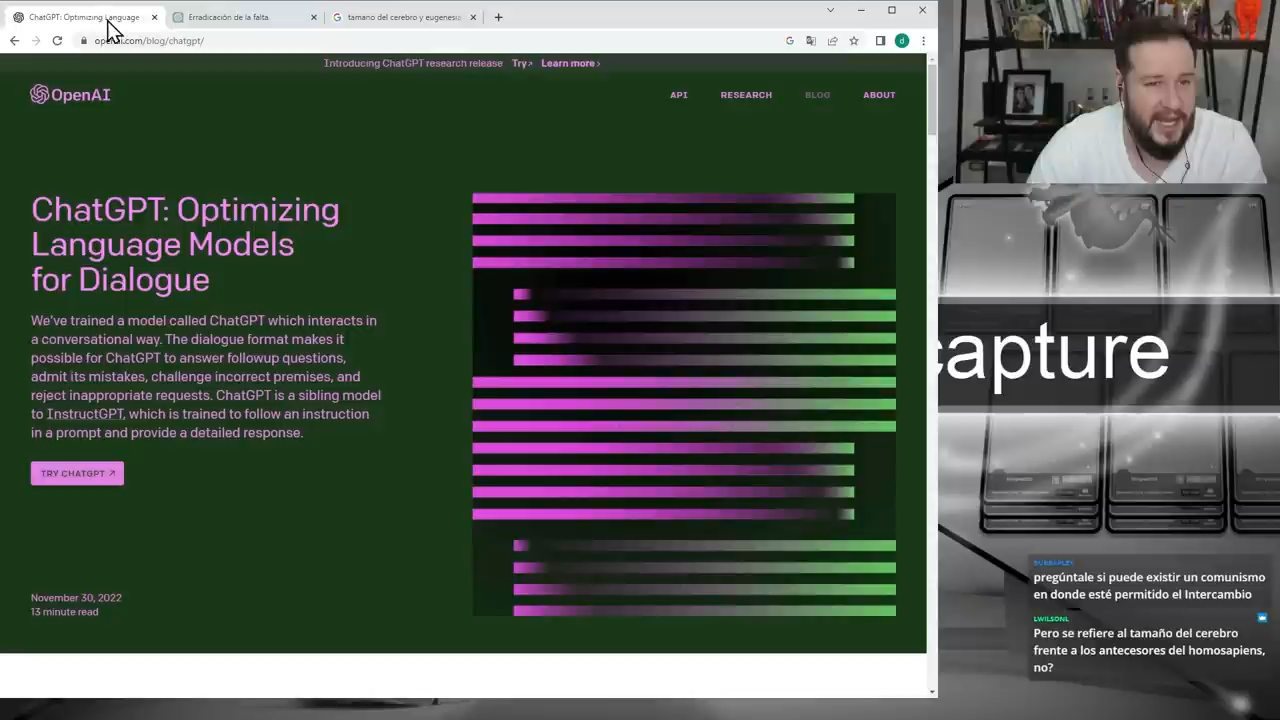 ChatGPT: Optimizing Language
Erradicación de la falta.
tamano del cerebro y eugenesia
openai.com/blog/chatgpt/
d
Introducing ChatGPT research release Try↗ Learn more ›
OpenAI
API RESEARCH BLOG ABOUT
ChatGPT: Optimizing
Language Models
for Dialogue
We've trained a model called ChatGPT which interacts in
a conversational way. The dialogue format makes it
possible for ChatGPT to answer followup questions,
admit its mistakes, challenge incorrect premises, and
reject inappropriate requests. ChatGPT is a sibling model
to InstructGPT, which is trained to follow an instruction
in a prompt and provide a detailed response.
TRY CHATGPT ↗
November 30, 2022
13 minute read
capture
pregúntale si puede existir un comunismo
en donde esté permitido el Intercambio
LWILSONL
Pero se refiere al tamaño del cerebro
frente a los antecesores del homosapiens,
no?